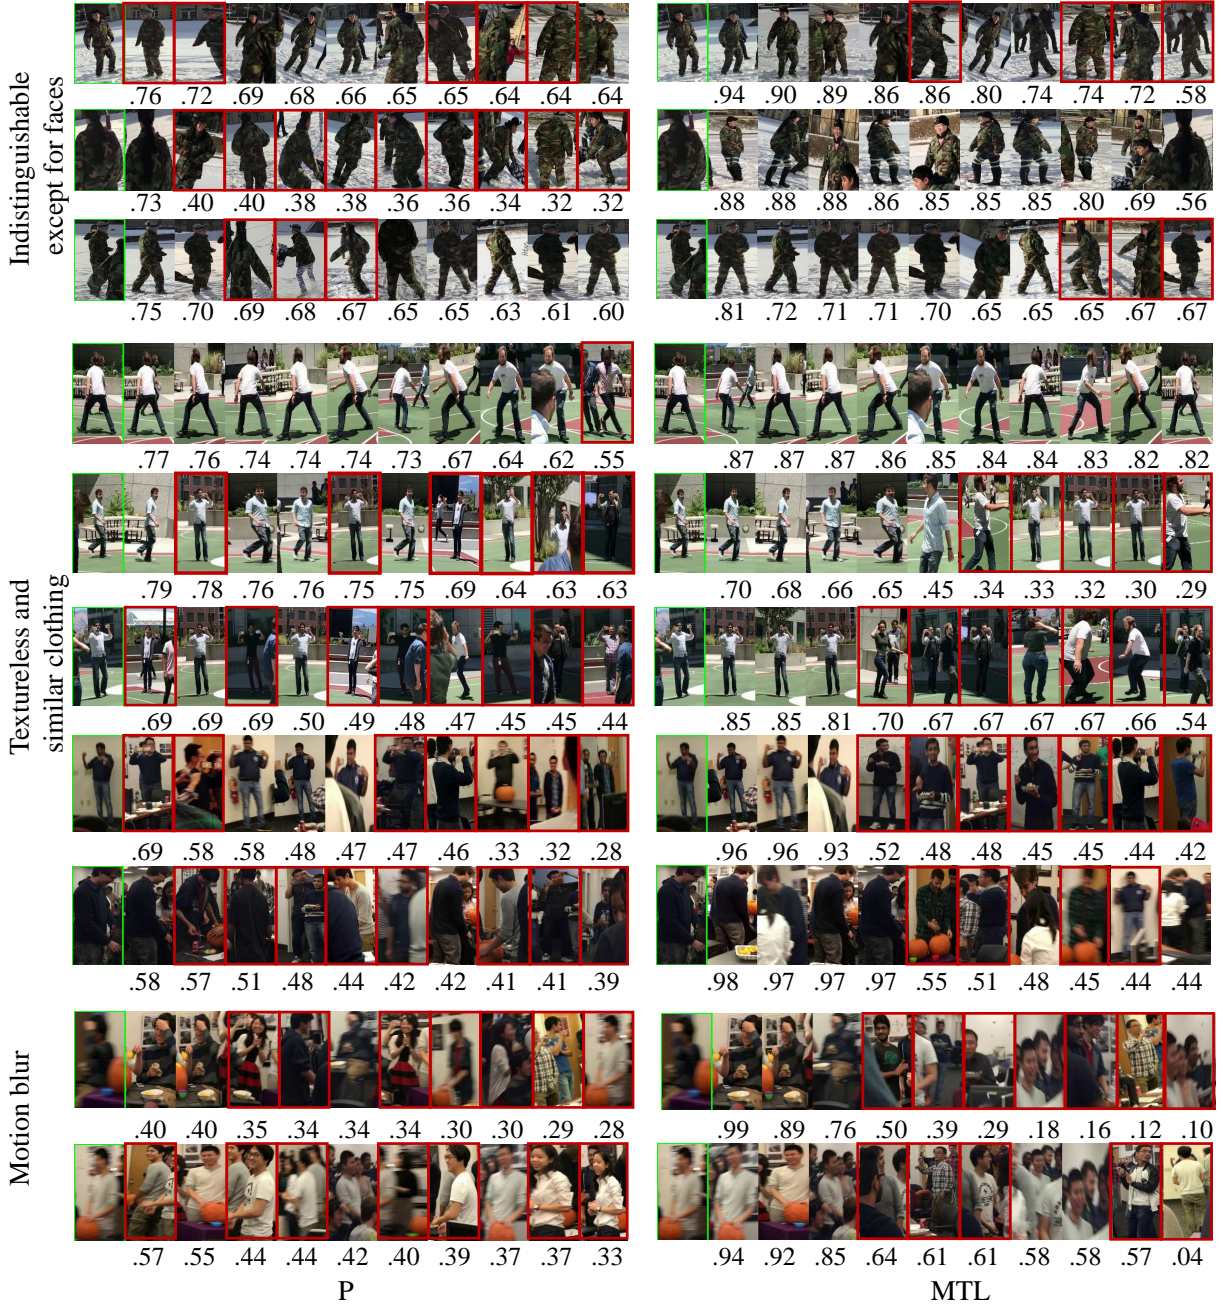 Indistinguishable
except for faces
.76 .72 .69 .68 .66 .65 .65 .64 .64 .64
.94 .90 .89 .86 .86 .80 .74 .74 .72 .58
.73 .40 .40 .38 .38 .36 .36 .34 .32 .32
.88 .88 .88 .86 .85 .85 .85 .80 .69 .56
.75 .70 .69 .68 .67 .65 .65 .63 .61 .60
.81 .72 .71 .71 .70 .65 .65 .65 .67 .67
Textureless and
similar clothing
.77 .76 .74 .74 .74 .73 .67 .64 .62 .55
.87 .87 .87 .86 .85 .84 .84 .83 .82 .82
.79 .78 .76 .76 .75 .75 .69 .64 .63 .63
.70 .68 .66 .65 .45 .34 .33 .32 .30 .29
.69 .69 .69 .50 .49 .48 .47 .45 .45 .44
.85 .85 .81 .70 .67 .67 .67 .67 .66 .54
.69 .58 .58 .48 .47 .47 .46 .33 .32 .28
.96 .96 .93 .52 .48 .48 .45 .45 .44 .42
.58 .57 .51 .48 .44 .42 .42 .41 .41 .39
.98 .97 .97 .97 .55 .51 .48 .45 .44 .44
Motion blur
.40 .40 .35 .34 .34 .34 .30 .30 .29 .28
.99 .89 .76 .50 .39 .29 .18 .16 .12 .10
.57 .55 .44 .44 .42 .40 .39 .37 .37 .33
.94 .92 .85 .64 .61 .61 .58 .58 .57 .04
P
MTL